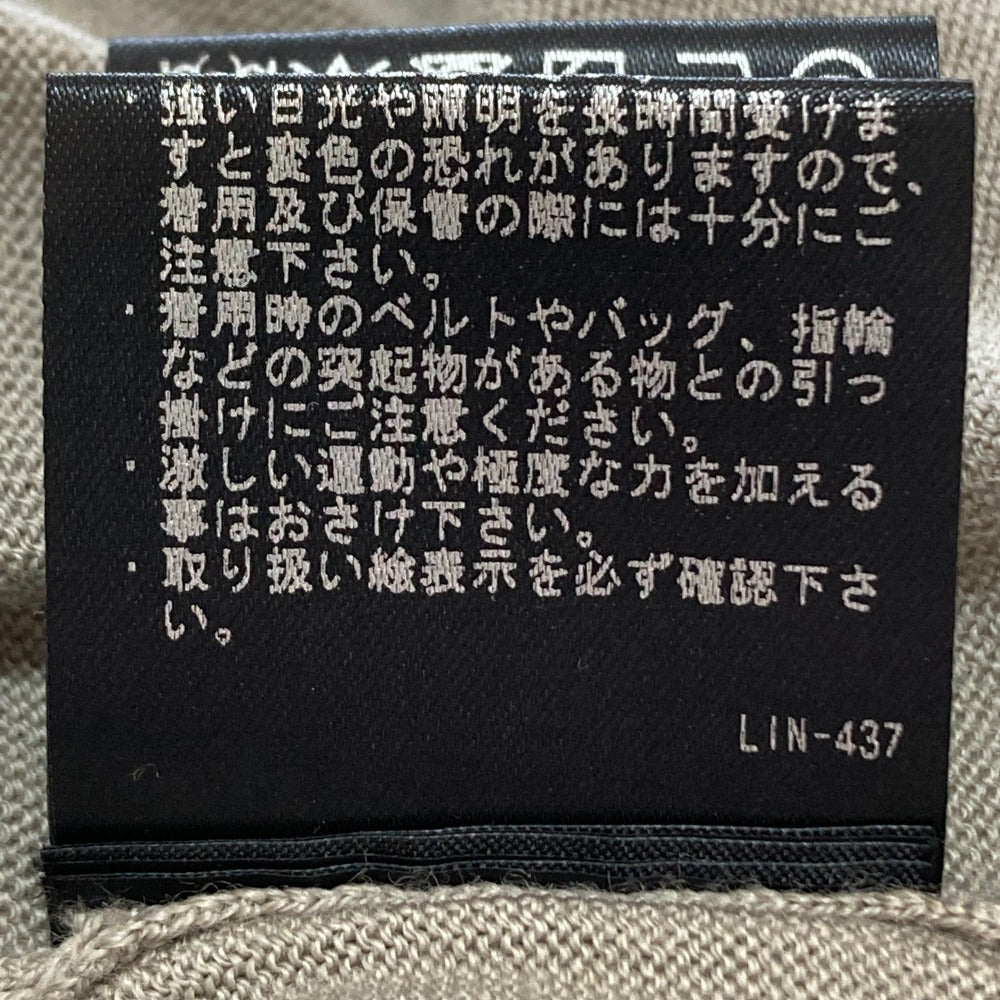 ・強い日光や照明を長時間受けま
すと変色の恐れがありますので、
着用及び保管の際には十分にご
注意下さい。
・着用時のベルトやバッグ、指輪
などの突起物がある物との引っ
掛けにご注意ください。
・激しい運動や極度な力を加える
事はおさけ下さい。
・取り扱い絵表示を必ず確認下さ
い。
LIN-437